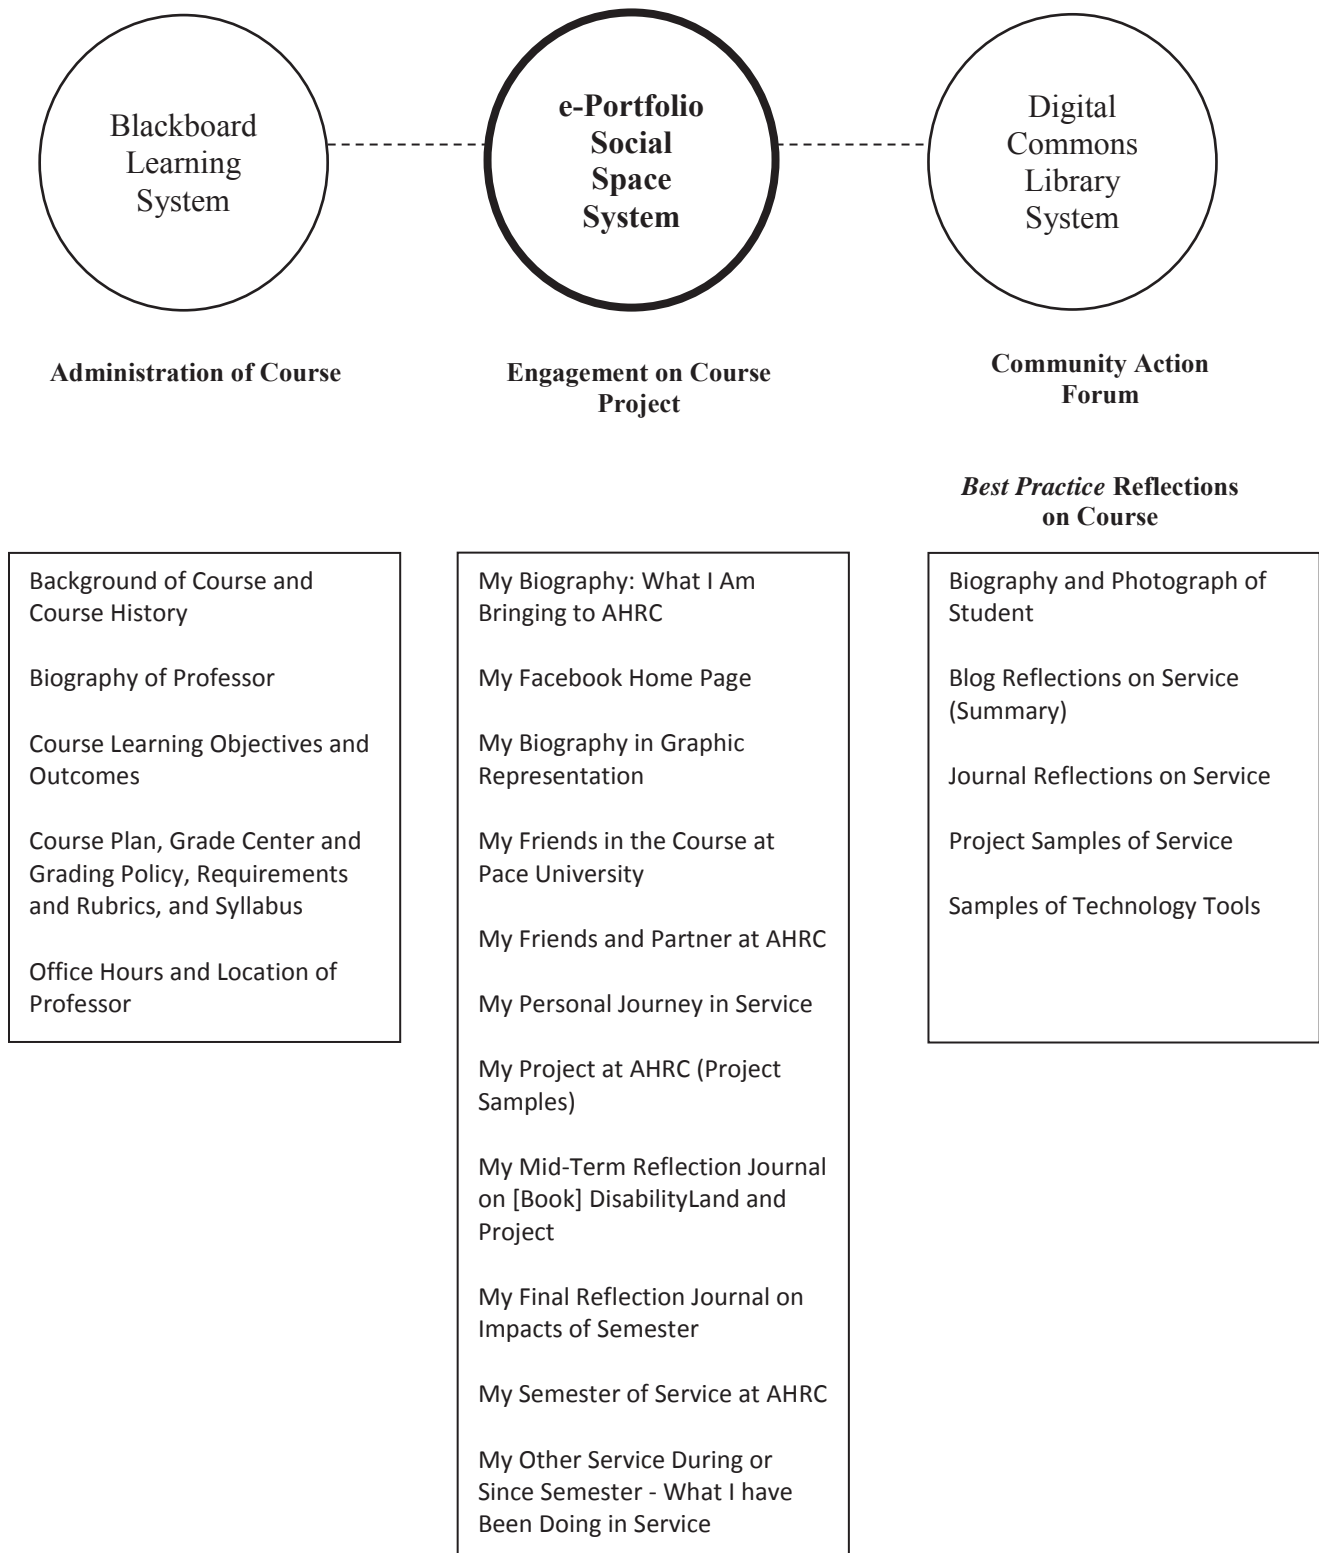 Blackboard
Learning
System
e-Portfolio
Social
Space
System
Digital
Commons
Library
System
Administration of Course
Engagement on Course
Project
Community Action
Forum
Best Practice Reflections
on Course
Background of Course and
Course History
Biography of Professor
Course Learning Objectives and
Outcomes
Course Plan, Grade Center and
Grading Policy, Requirements
and Rubrics, and Syllabus
Office Hours and Location of
Professor
My Biography: What I Am
Bringing to AHRC
My Facebook Home Page
My Biography in Graphic
Representation
My Friends in the Course at
Pace University
My Friends and Partner at AHRC
My Personal Journey in Service
My Project at AHRC (Project
Samples)
My Mid-Term Reflection Journal
on [Book] DisabilityLand and
Project
My Final Reflection Journal on
Impacts of Semester
My Semester of Service at AHRC
My Other Service During or
Since Semester - What I have
Been Doing in Service
Biography and Photograph of
Student
Blog Reflections on Service
(Summary)
Journal Reflections on Service
Project Samples of Service
Samples of Technology Tools